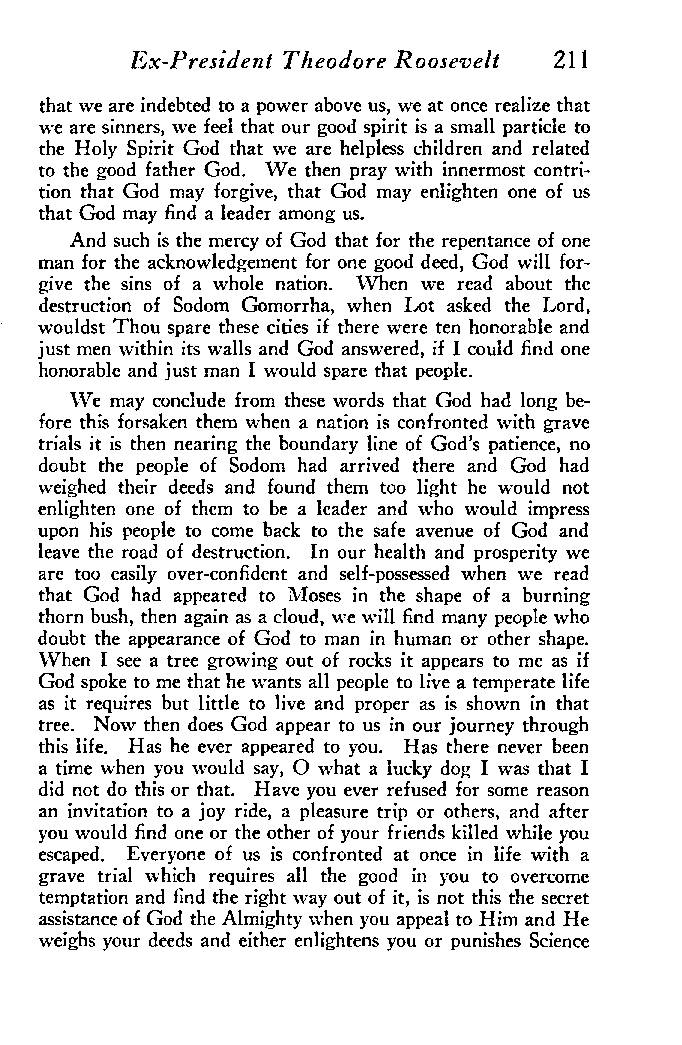 Ex-President Theodore Roosevelt 211
that we are indebted to a power above us, we at once realize that
we are sinners, we feel that our good spirit is a small particle to
the Holy Spirit God that we are helpless children and related
to the good father God. We then pray with innermost contri-
tion that God may forgive, that God may enlighten one of us
that God may find a leader among us.
And such is the mercy of God that for the repentance of one
man for the acknowledgement for one good deed, God will for-
give the sins of a whole nation. When we read about the
destruction of Sodom Gomorrha, when Lot asked the Lord,
wouldst Thou spare these cities if there were ten honorable and
just men within its walls and God answered, if I could find one
honorable and just man I would spare that people.
We may conclude from these words that God had long be-
fore this forsaken them when a nation is confronted with grave
trials it is then nearing the boundary line of God's patience, no
doubt the people of Sodom had arrived there and God had
weighed their deeds and found them too light he would not
enlighten one of them to be a leader and who would impress
upon his people to come back to the safe avenue of God and
leave the road of destruction. In our health and prosperity we
are too easily over-confident and self-possessed when we read
that God had appeared to Moses in the shape of a burning
thorn bush, then again as a cloud, we will find many people who
doubt the appearance of God to man in human or other shape.
When I see a tree growing out of rocks it appears to me as if
God spoke to me that he wants all people to live a temperate life
as it requires but little to live and proper as is shown in that
tree. Now then does God appear to us in our journey through
this life. Has he ever appeared to you. Has there never been
a time when you would say, O what a lucky dog I was that I
did not do this or that. Have you ever refused for some reason
an invitation to a joy ride, a pleasure trip or others, and after
you would find one or the other of your friends killed while you
escaped. Everyone of us is confronted at once in life with a
grave trial which requires all the good in you to overcome
temptation and find the right way out of it, is not this the secret
assistance of God the Almighty when you appeal to Him and He
weighs your deeds and either enlightens you or punishes Science